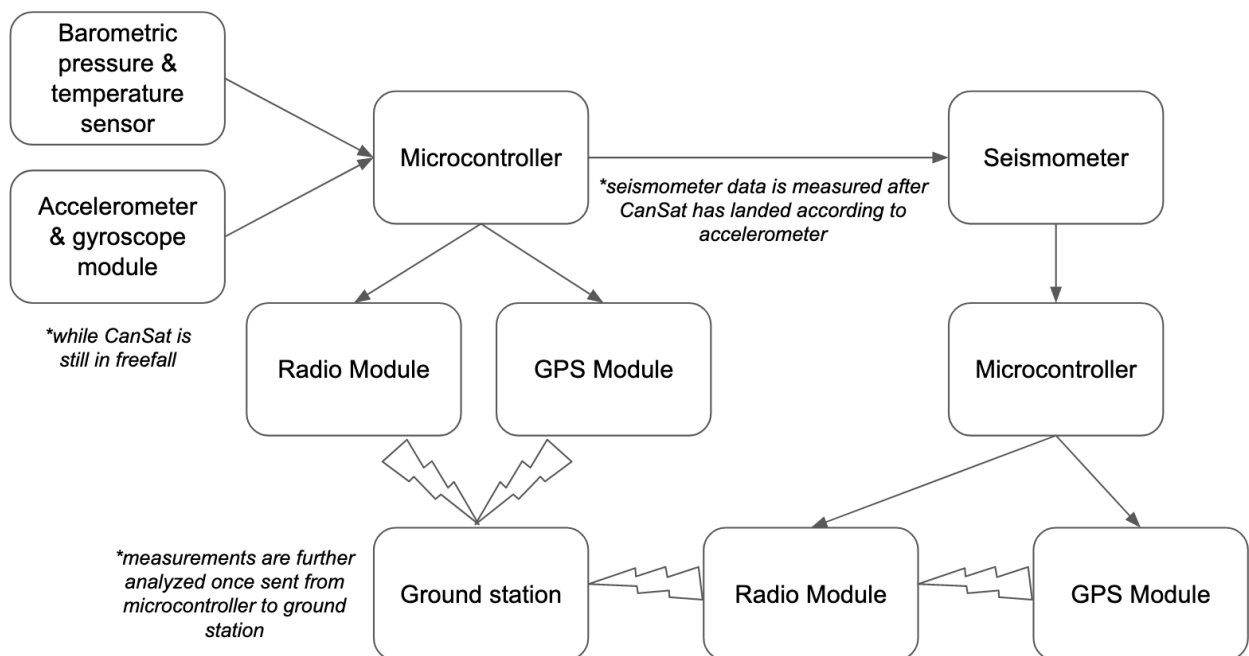 Barometric
pressure &
temperature
sensor
Accelerometer
& gyroscope
module
*while CanSat is
still in freefall
Microcontroller
*seismometer data is measured after
CanSat has landed according to
accelerometer
Seismometer
Radio Module
GPS Module
Microcontroller
*measurements are further
analyzed once sent from
microcontroller to ground
station
Ground station
Radio Module
GPS Module